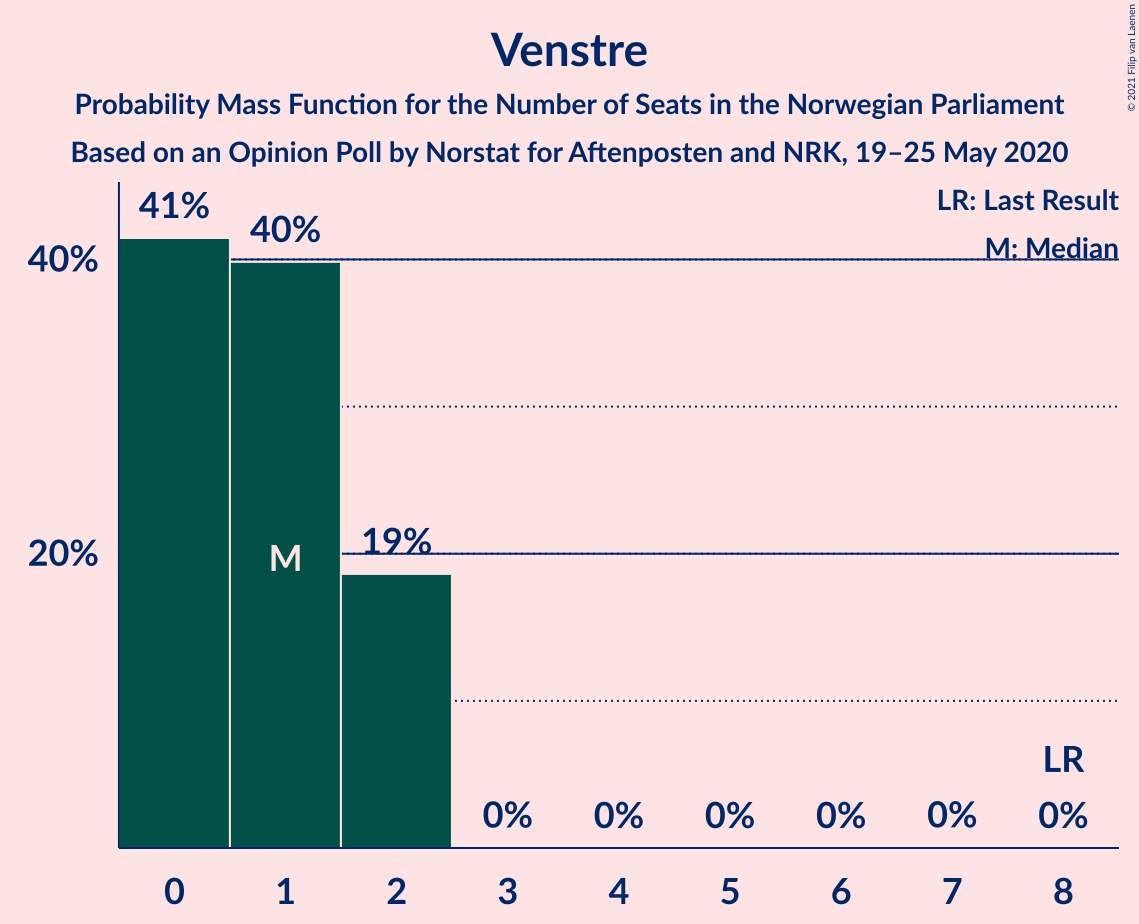 Venstre
Probability Mass Function for the Number of Seats in the Norwegian Parliament
Based on an Opinion Poll by Norstat for Aftenposten and NRK, 19–25 May 2020
© 2021 Filip van Laenen
LR: Last Result
M: Median
41%
40%
40%
20%
19%
M
LR
0%
0%
0%
0%
0%
0%
0
1
2
3
4
5
6
7
8